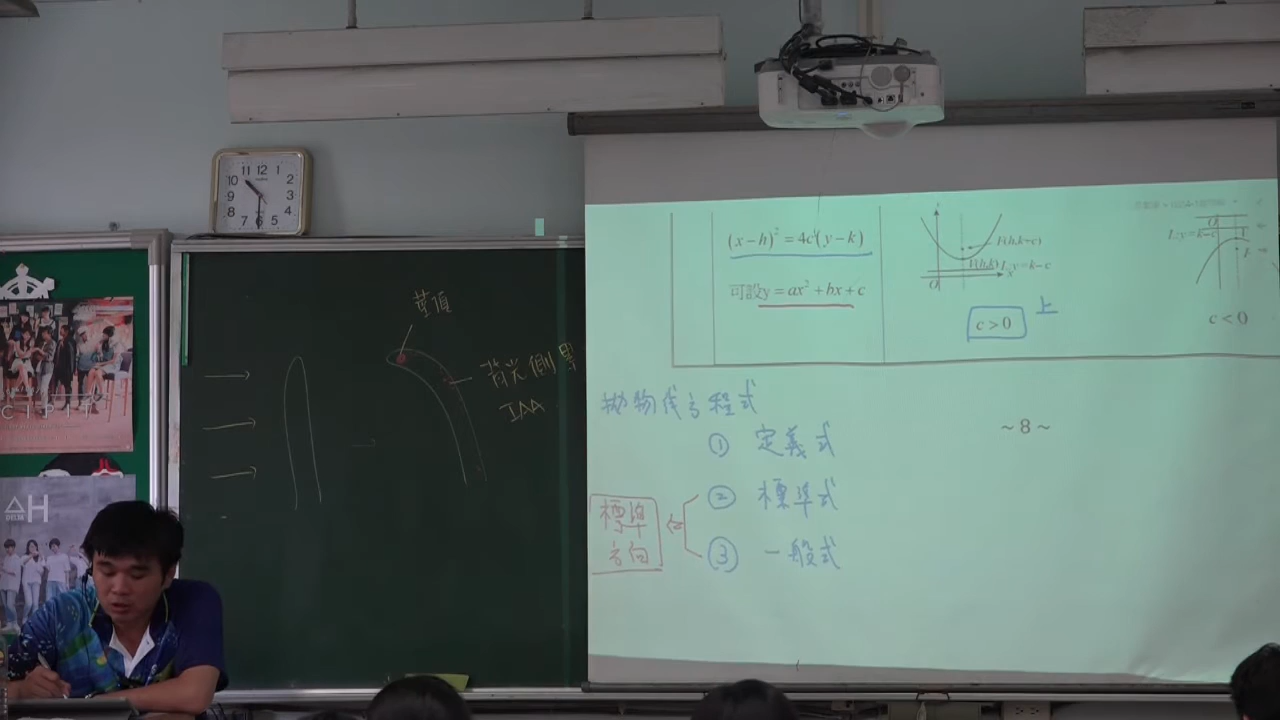 11 12 1
10 2
9 3
8 4
7 6 5
莖頂
背光側累
IAA
CIPIT
H
(x−h)² = 4c(y−k)
可設y = ax² + bx + c
F(h,k+c)
V(h,k)
L:y=k−c
x
O
c > 0
上
L:y=k−c
c < 0
拋物線方程式
① 定義式
② 標準式
③ 一般式
標準
方向
~ 8 ~